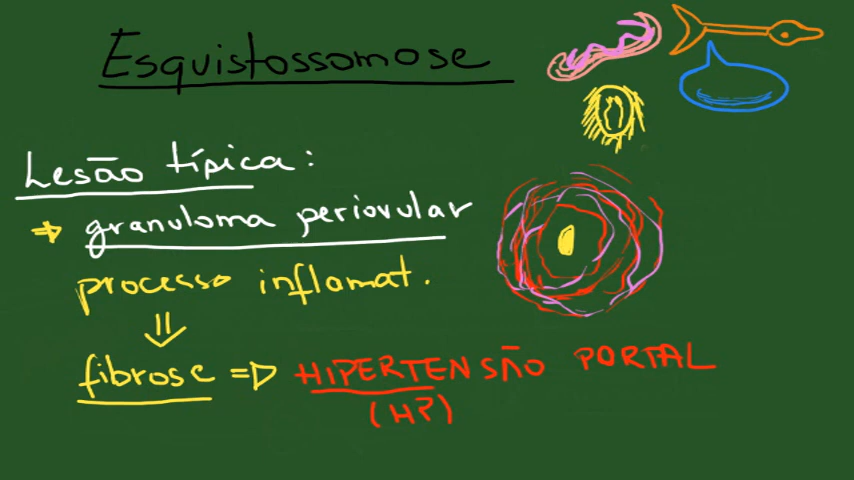 Esquistossomose
Lesão típica:
⇒ granuloma periovular
processo inflamat.
⇓
fibrose ⇒ HIPERTENSÃO PORTAL
(HP)